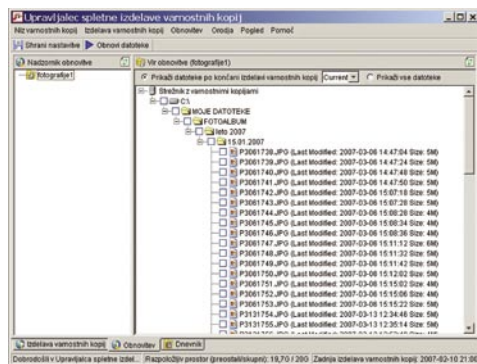 Upravljalec spletne izdelave varnostnih kopij
Niz varnostnih kopij Izdelava varnostnih kopij Obnovitev Orodja Pogled Pomoč
Shrani nastavitve Obnovi datoteke
Nadzornik obnovitve
Vir obnovitve (fotografije1)
fotografije1
Prikaži datoteke po končani izdelavi varnostnih kopij Current Prikaži vse datoteke
Strežnik z varnostnimi kopijami
C:\
MOJE DATOTEKE
FOTOALBUM
leto 2007
15.01.2007
P3061738.JPG (Last Modified: 2007-03-06 14:47:04 Size: 5M)
P3061739.JPG (Last Modified: 2007-03-06 14:47:24 Size: 5M)
P3061740.JPG (Last Modified: 2007-03-06 14:47:48 Size: 5M)
P3061741.JPG (Last Modified: 2007-03-06 14:47:50 Size: 5M)
P3061742.JPG (Last Modified: 2007-03-06 15:07:18 Size: 5M)
P3061743.JPG (Last Modified: 2007-03-06 15:07:28 Size: 5M)
P3061744.JPG (Last Modified: 2007-03-06 15:08:28 Size: 4M)
P3061745.JPG (Last Modified: 2007-03-06 15:08:34 Size: 4M)
P3061746.JPG (Last Modified: 2007-03-06 15:08:36 Size: 4M)
P3061747.JPG (Last Modified: 2007-03-06 15:11:12 Size: 6M)
P3061748.JPG (Last Modified: 2007-03-06 15:11:32 Size: 5M)
P3061749.JPG (Last Modified: 2007-03-06 15:11:42 Size: 5M)
P3061750.JPG (Last Modified: 2007-03-06 15:12:02 Size: 5M)
P3061751.JPG (Last Modified: 2007-03-06 15:15:02 Size: 5M)
P3061752.JPG (Last Modified: 2007-03-06 15:15:06 Size: 4M)
P3061753.JPG (Last Modified: 2007-03-06 15:15:22 Size: 5M)
P3131754.JPG (Last Modified: 2007-03-13 12:34:46 Size: 5M)
P3131755.JPG (Last Modified: 2007-03-13 12:35:14 Size: 5M)
Izdelava varnostnih kopij Obnovitev Dnevnik
Dobrodošli v Upravljalca spletne izdel... Razpoložljiv prostor (preostali/skupni): 19,70 / 20G Zadnja izdelava varnostnih kopij: 2007-02-10 21:00